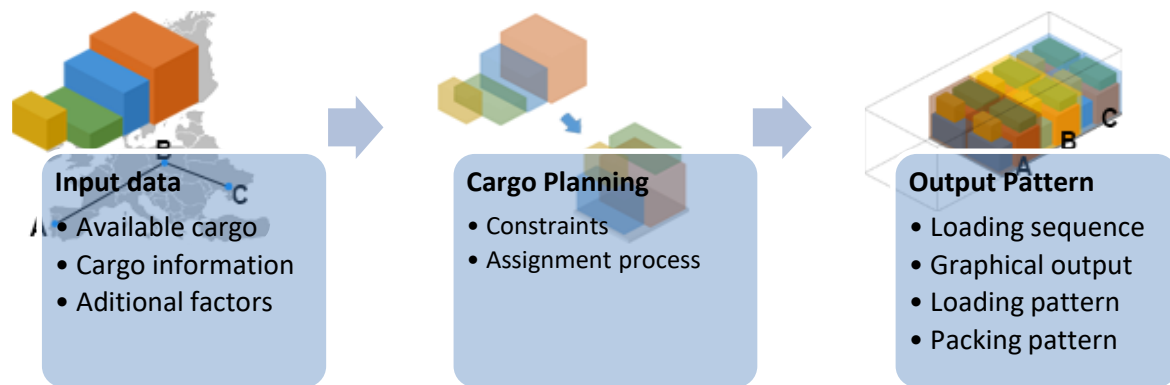 Input data
• Available cargo
• Cargo information
• Aditional factors
A
B
C
Cargo Planning
• Constraints
• Assignment process
Output Pattern
• Loading sequence
• Graphical output
• Loading pattern
• Packing pattern
A
B
C